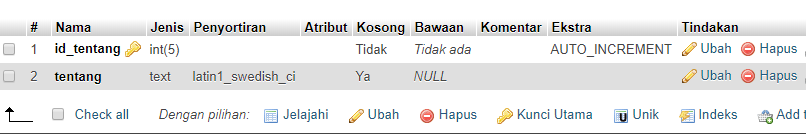 # Nama Jenis Penyortiran Atribut Kosong Bawaan Komentar Ekstra Tindakan
1 id_tentang int(5) Tidak Tidak ada AUTO_INCREMENT Ubah Hapus
2 tentang text latin1_swedish_ci Ya NULL Ubah Hapus
Check all Dengan pilihan: Jelajahi Ubah Hapus Kunci Utama Unik Indeks Add